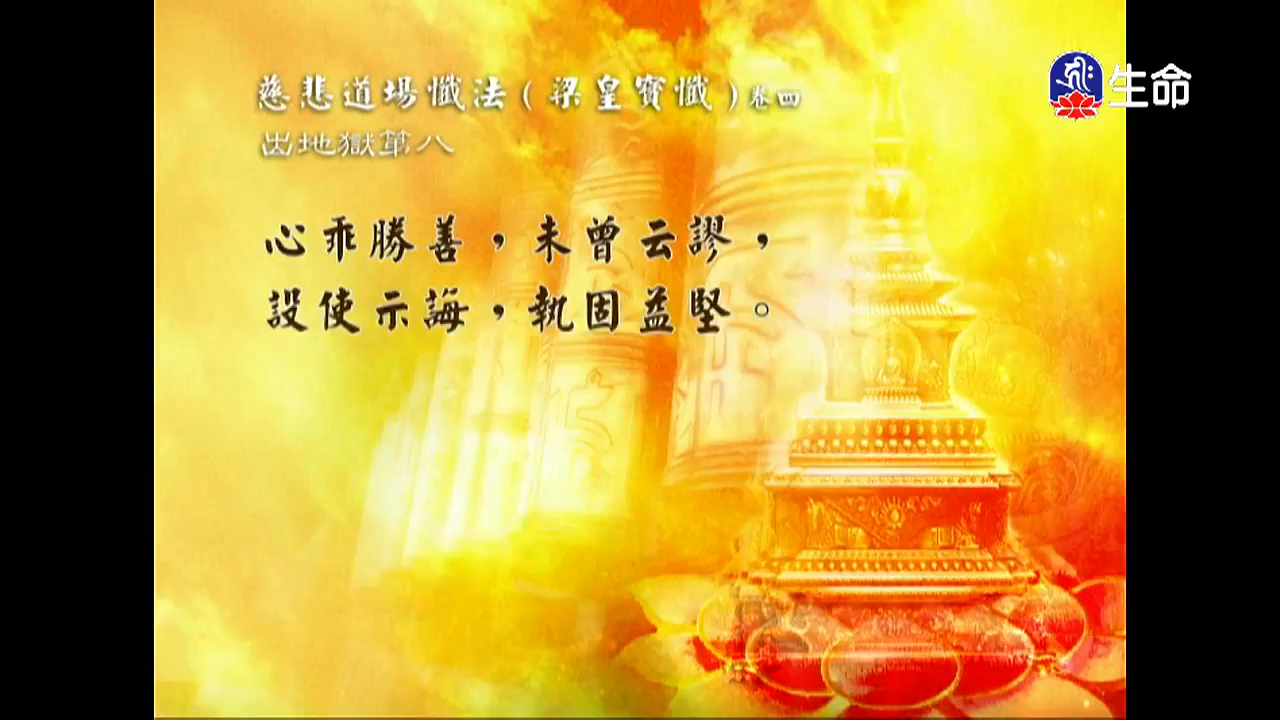 慈悲道場懺法(梁皇寶懺)卷四
生命
出地獄第八
心乖勝善，未曾云謬，
設使示誨，執固益堅。